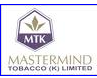 MTK
MASTERMIND
TOBACCO (K) LIMITED